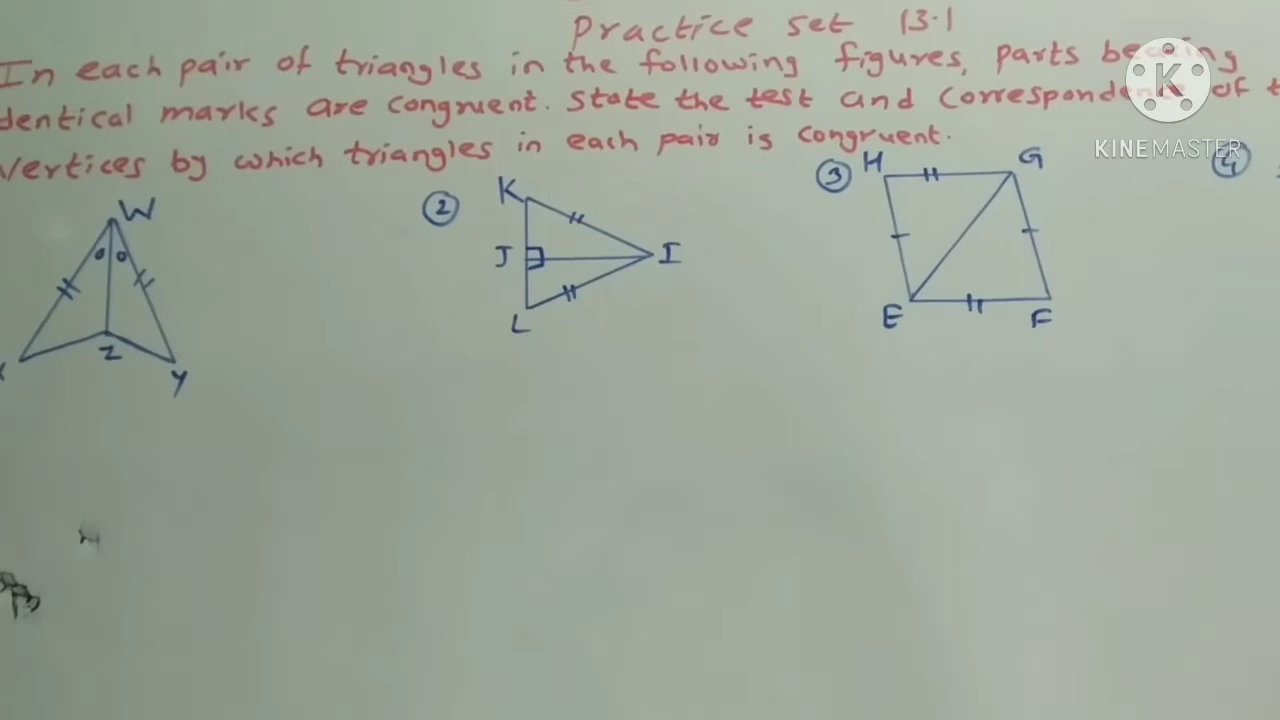 Practice set 13.1
In each pair of triangles in the following figures, parts bearing
dentical marks are congruent. State the test and correspondence of t
vertices by which triangles in each pair is congruent.
K
KINEMASTER
W
Z
Y
2
K
J
I
L
3
H
G
E
F
4